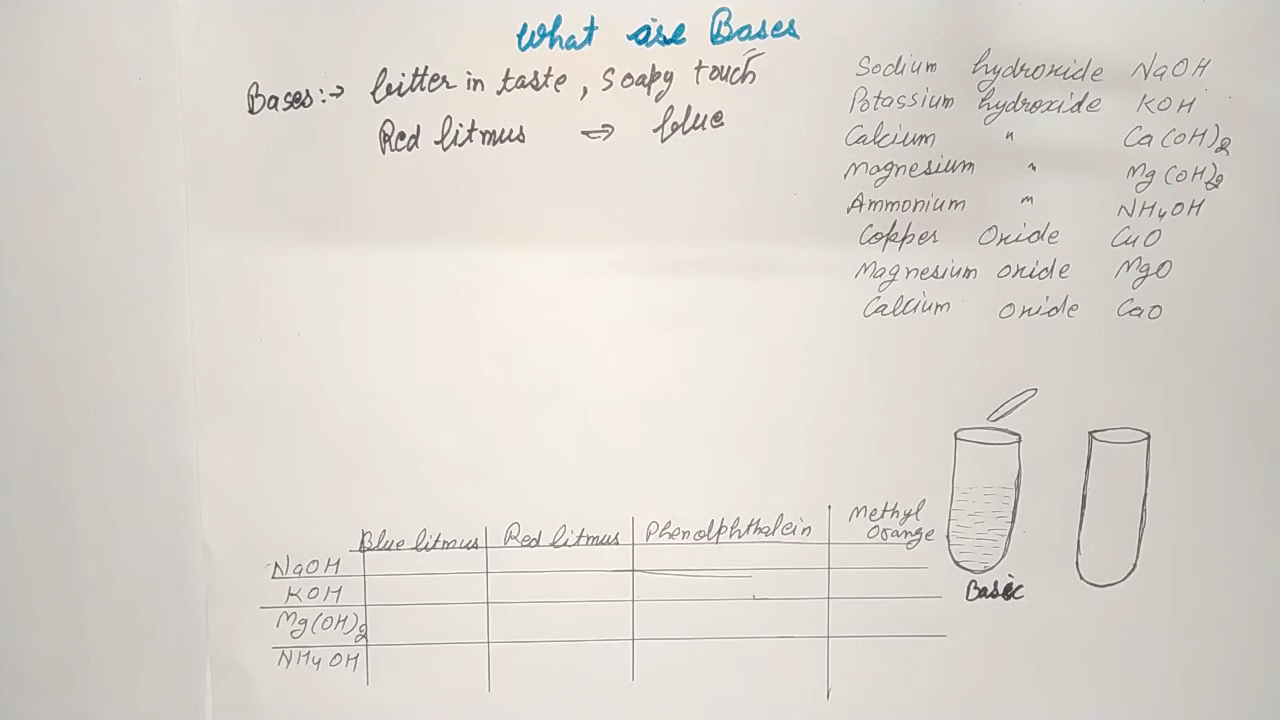 What are Bases
Bases:→ bitter in taste, soapy touch
Red litmus ⇒ blue
Sodium hydroxide NaOH
Potassium hydroxide KOH
Calcium " Ca(OH)2
Magnesium " Mg(OH)2
Ammonium " NH4OH
Copper Oxide CuO
Magnesium oxide MgO
Calcium oxide CaO
Blue litmus Red litmus Phenolphthalein Methyl Orange
NaOH
KOH
Mg(OH)2
NH4OH
Basic